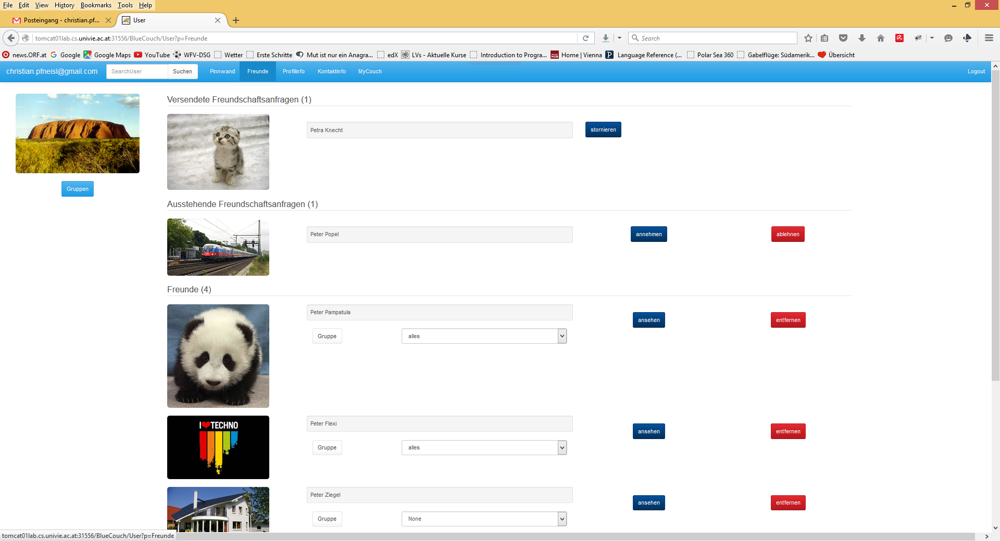 File Edit View History Bookmarks Tools Help
Posteingang - christian.pf...
User
tomcat01lab.cs.univie.ac.at:31556/BlueCouch/User?p=Freunde
Search
news.ORF.at Google Google Maps YouTube WFV-DSG Wetter Erste Schritte Mut ist nur ein Anagra... edX LVs - Aktuelle Kurse Introduction to Progra... Home | Vienna Language Reference (... Polar Sea 360 Gabelflüge: Südamerik... Übersicht
christian.pfneisl@gmail.com SearchUser Suchen Pinnwand Freunde Profilinfo Kontaktinfo MyCouch Logout
Gruppen
Versendete Freundschaftsanfragen (1)
Petra Knecht stornieren
Ausstehende Freundschaftsanfragen (1)
Peter Popel annehmen ablehnen
Freunde (4)
Peter Pampatula ansehen entfernen
Gruppe alles
I TECHNO
Peter Flexi ansehen entfernen
Gruppe alles
Peter Ziegel ansehen entfernen
Gruppe None
tomcat01lab.cs.univie.ac.at:31556/BlueCouch/User?p=Freunde